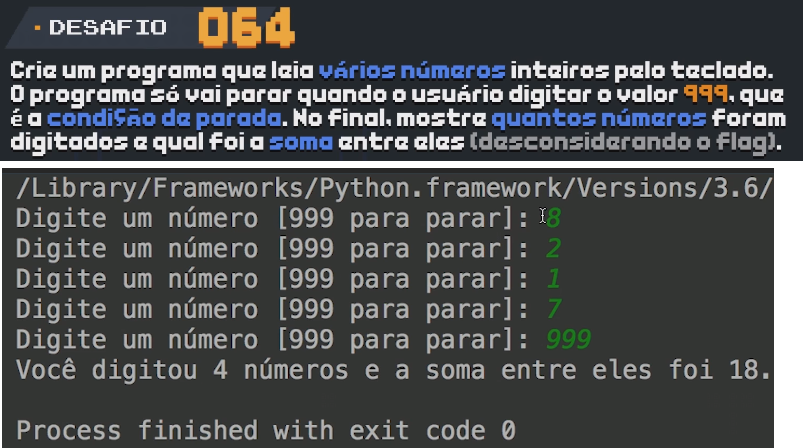 • DESAFIO 064
Crie um programa que leia vários números inteiros pelo teclado.
O programa só vai parar quando o usuário digitar o valor 999, que
é a condição de parada. No final, mostre quantos números foram
digitados e qual foi a soma entre eles (desconsiderando o flag).
/Library/Frameworks/Python.framework/Versions/3.6/
Digite um número [999 para parar]: 8
Digite um número [999 para parar]: 2
Digite um número [999 para parar]: 1
Digite um número [999 para parar]: 7
Digite um número [999 para parar]: 999
Você digitou 4 números e a soma entre eles foi 18.
Process finished with exit code 0